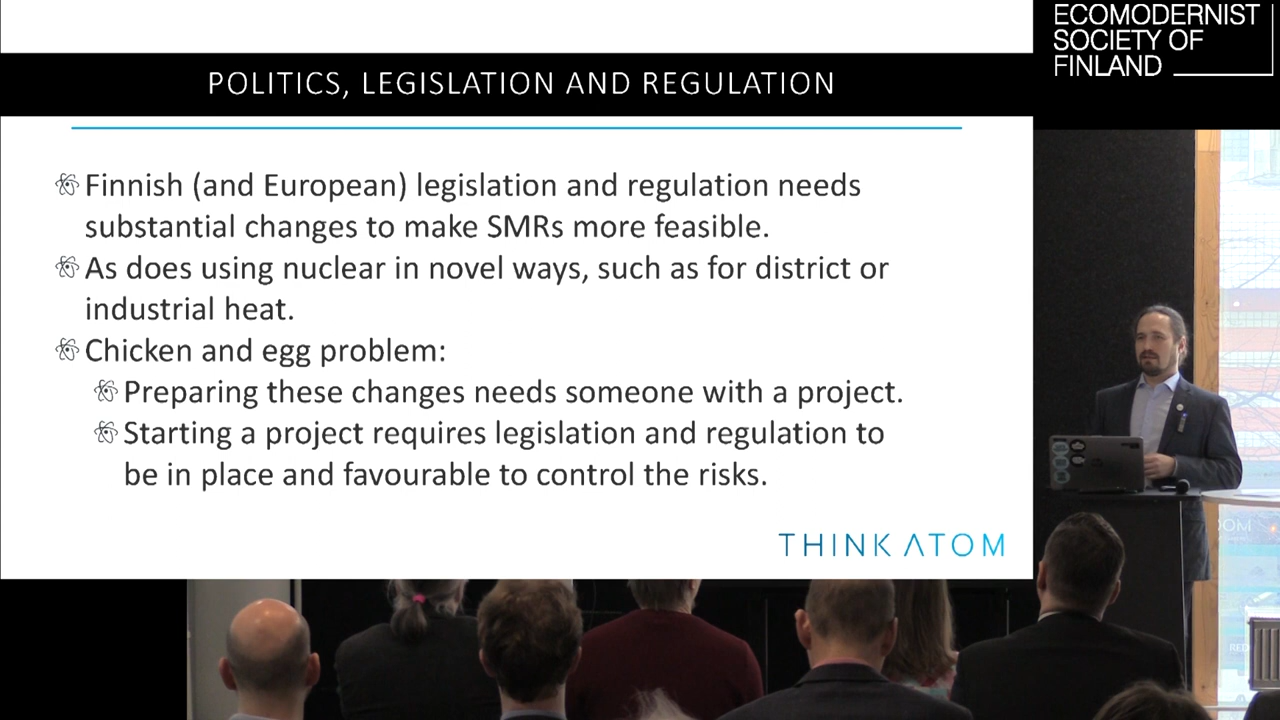 POLITICS, LEGISLATION AND REGULATION
Finnish (and European) legislation and regulation needs
substantial changes to make SMRs more feasible.
As does using nuclear in novel ways, such as for district or
industrial heat.
Chicken and egg problem:
Preparing these changes needs someone with a project.
Starting a project requires legislation and regulation to
be in place and favourable to control the risks.
THINK ATOM
ECOMODERNIST
SOCIETY OF
FINLAND